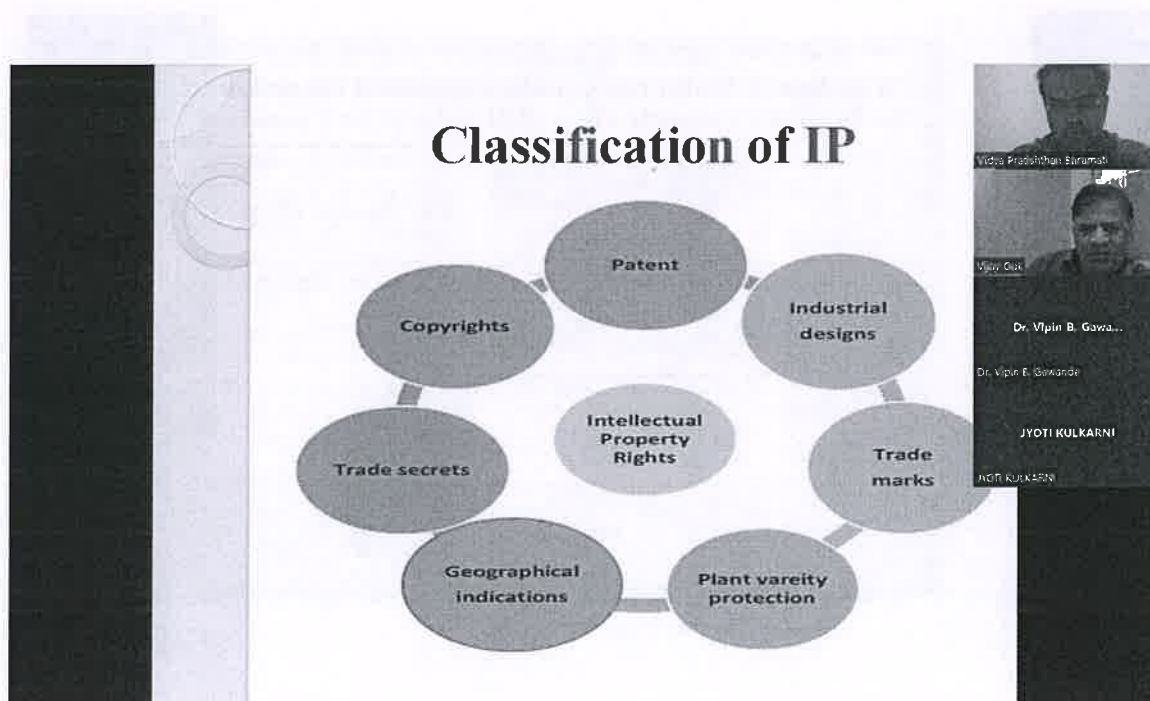 Classification of IP
Patent
Industrial
designs
Trade
marks
Plant vareity
protection
Geographical
indications
Trade secrets
Copyrights
Intellectual
Property
Rights
Vidya Pratishthan Baramati
Vijay
Dr. Vipin B. Gawa...
Dr. Vipin B. Gawande
JYOTI KULKARNI
JYOTI KULKARNI